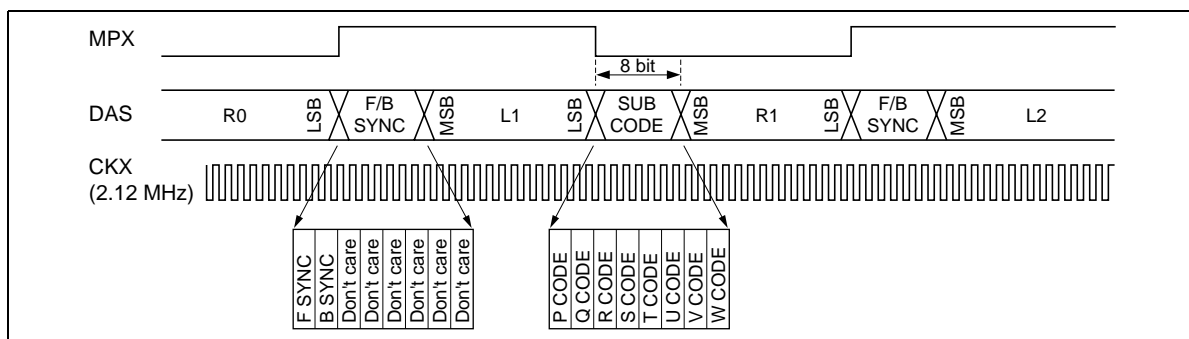 MPX
8 bit
DAS
R0
LSB
F/B
SYNC
MSB
L1
LSB
SUB
CODE
MSB
R1
LSB
F/B
SYNC
MSB
L2
CKX
(2.12 MHz)
F SYNC
B SYNC
Don't care
Don't care
Don't care
Don't care
Don't care
Don't care
P CODE
Q CODE
R CODE
S CODE
T CODE
U CODE
V CODE
W CODE